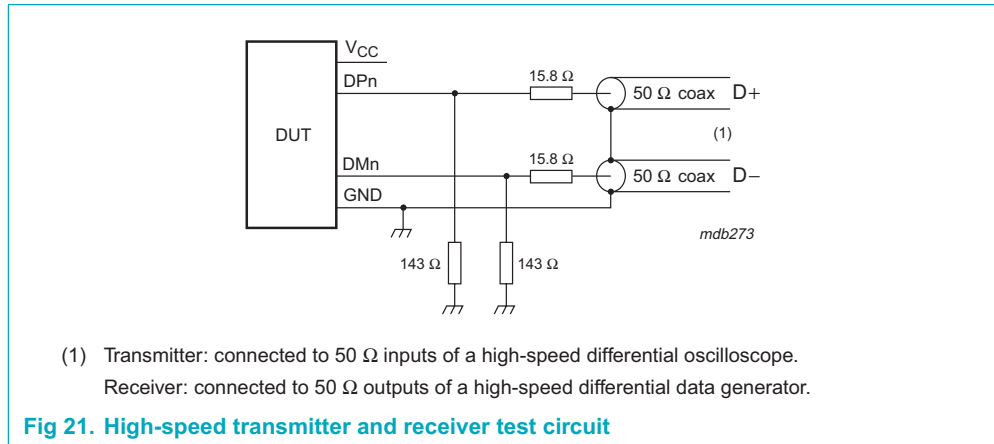 V_CC
DPn
15.8 Ω
50 Ω coax D+
DUT
(1)
DMn
15.8 Ω
50 Ω coax D−
GND
mdb273
143 Ω
143 Ω
(1) Transmitter: connected to 50 Ω inputs of a high-speed differential oscilloscope.
Receiver: connected to 50 Ω outputs of a high-speed differential data generator.
Fig 21. High-speed transmitter and receiver test circuit